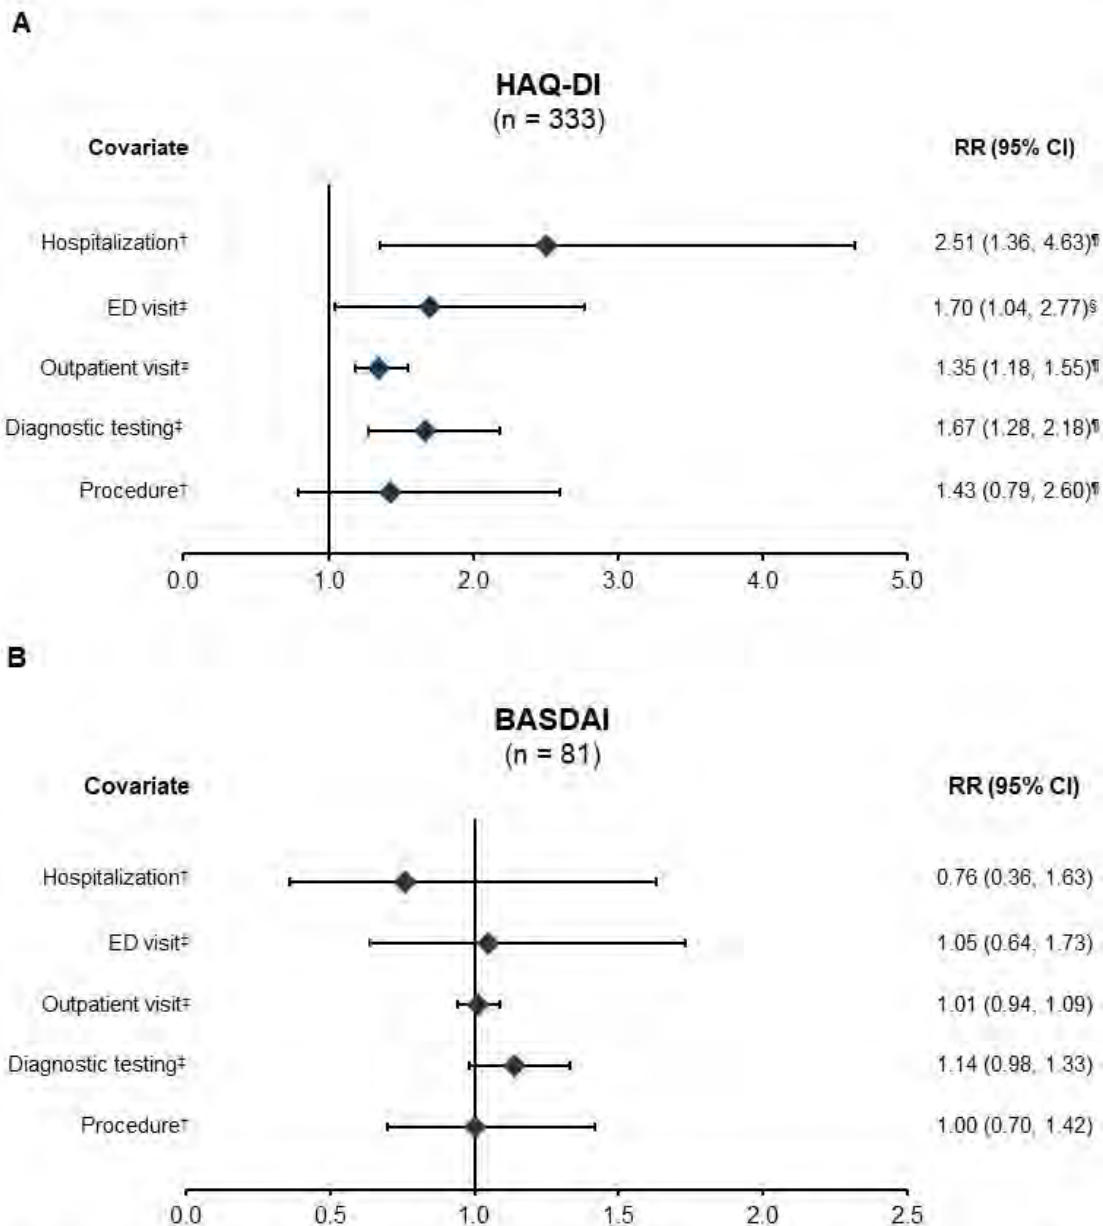 A
HAQ-DI
(n = 333)
Covariate RR (95% CI)
Hospitalization† 2.51 (1.36, 4.63)¶
ED visit‡ 1.70 (1.04, 2.77)§
Outpatient visit‡ 1.35 (1.18, 1.55)¶
Diagnostic testing‡ 1.67 (1.28, 2.18)¶
Procedure† 1.43 (0.79, 2.60)¶
0.0 1.0 2.0 3.0 4.0 5.0
B
BASDAI
(n = 81)
Covariate RR (95% CI)
Hospitalization† 0.76 (0.36, 1.63)
ED visit‡ 1.05 (0.64, 1.73)
Outpatient visit‡ 1.01 (0.94, 1.09)
Diagnostic testing‡ 1.14 (0.98, 1.33)
Procedure† 1.00 (0.70, 1.42)
0.0 0.5 1.0 1.5 2.0 2.5